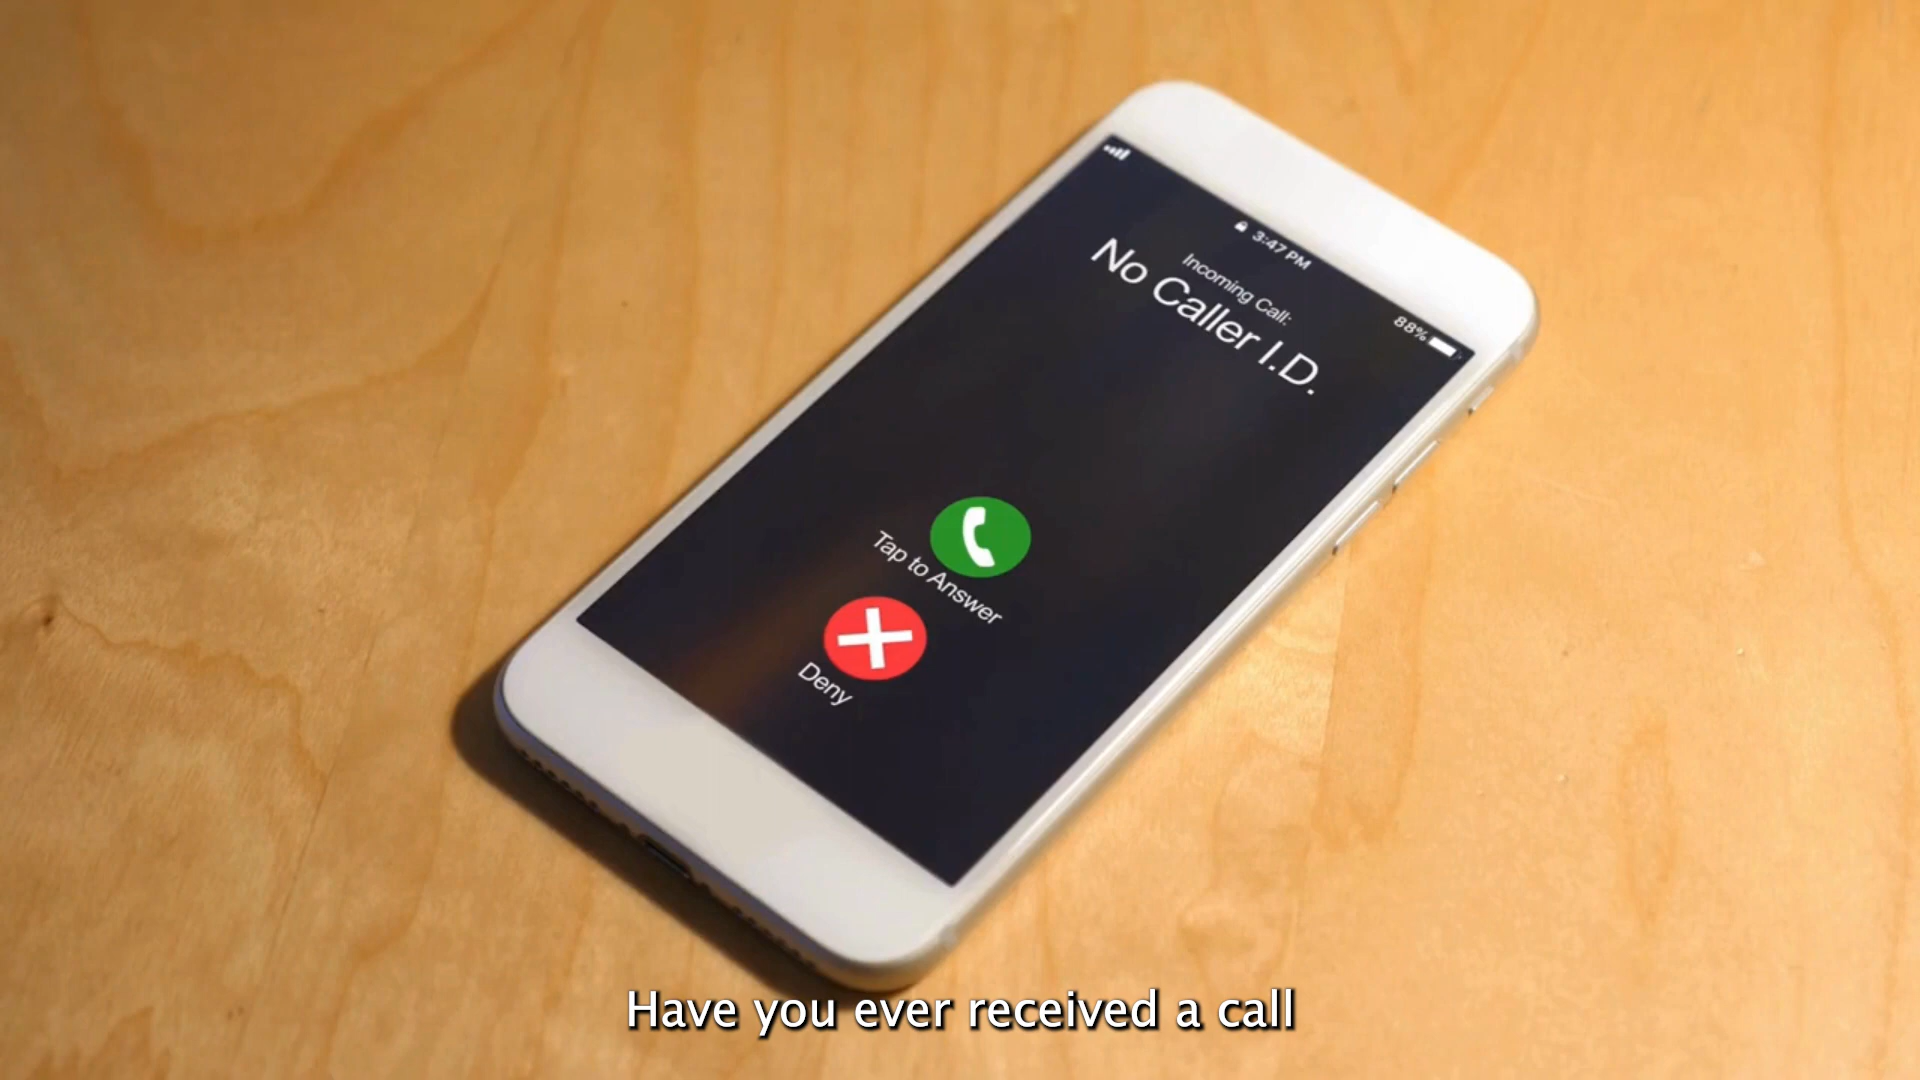 3:47 PM
88%
Incoming Call:
No Caller I.D.
Tap to Answer
Deny
Have you ever received a call